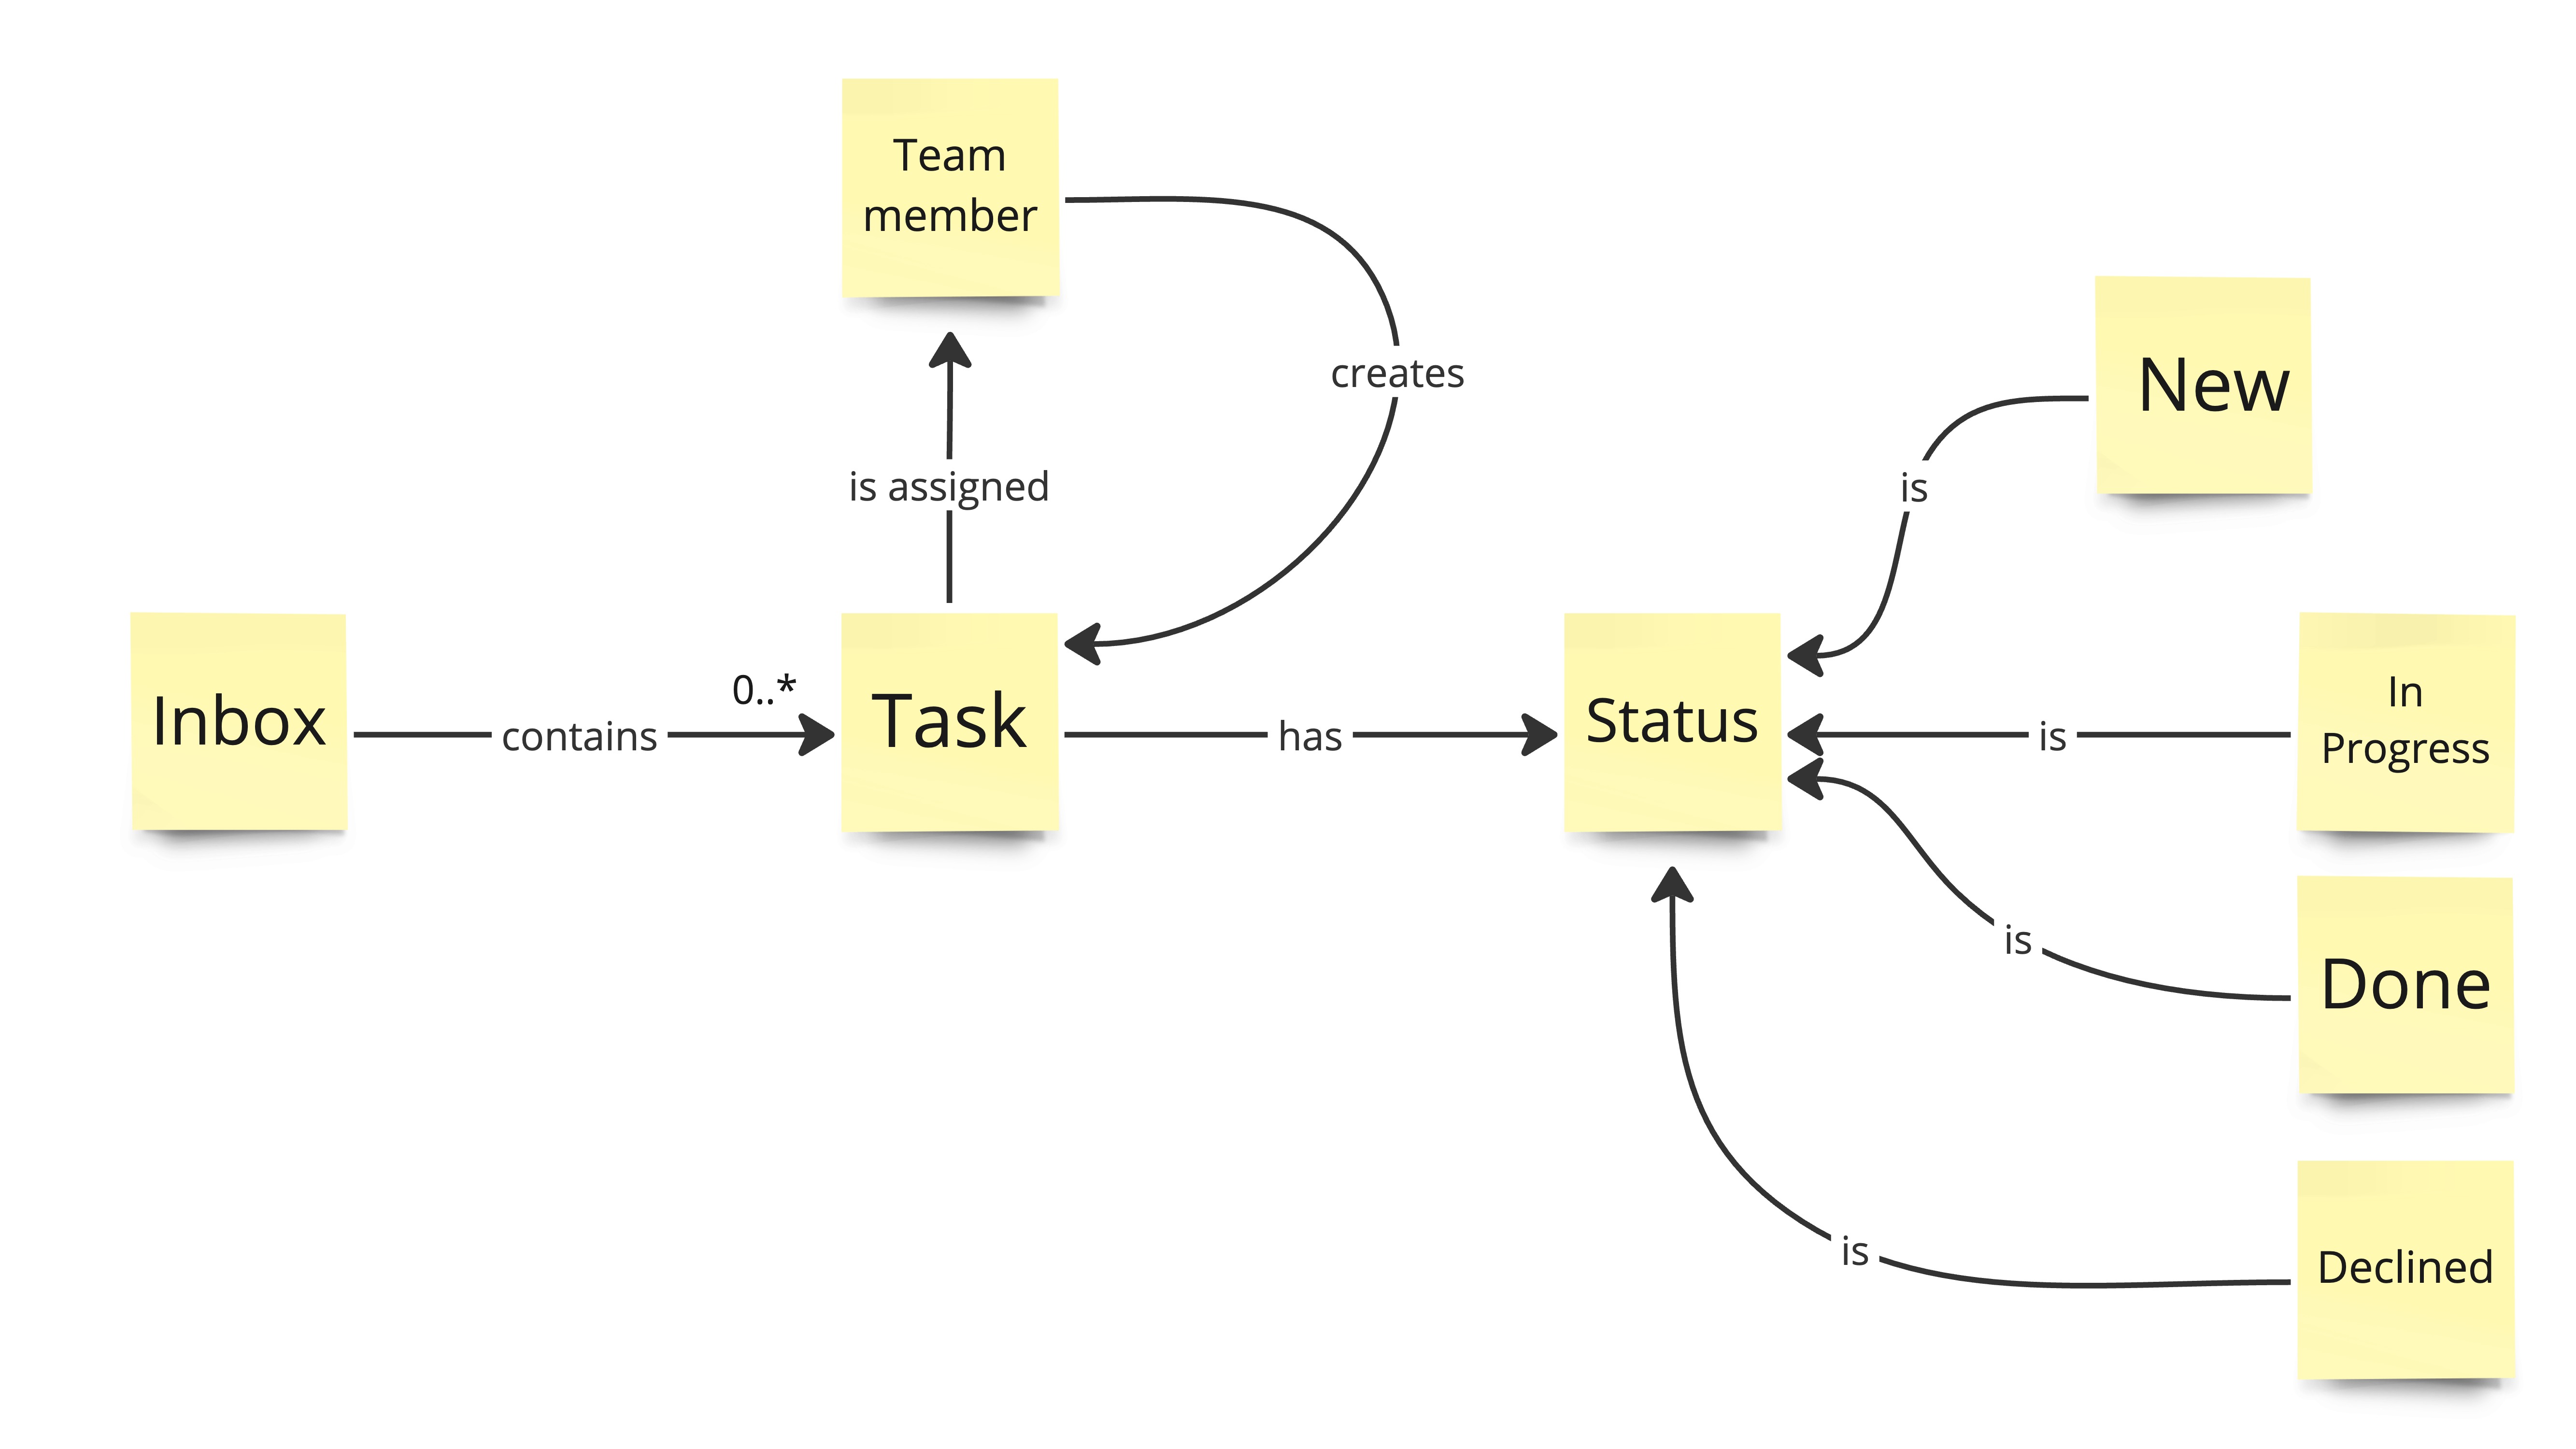 Team
member
creates
New
is assigned
is
Inbox
contains
0..*
Task
has
Status
is
In
Progress
is
Done
is
Declined